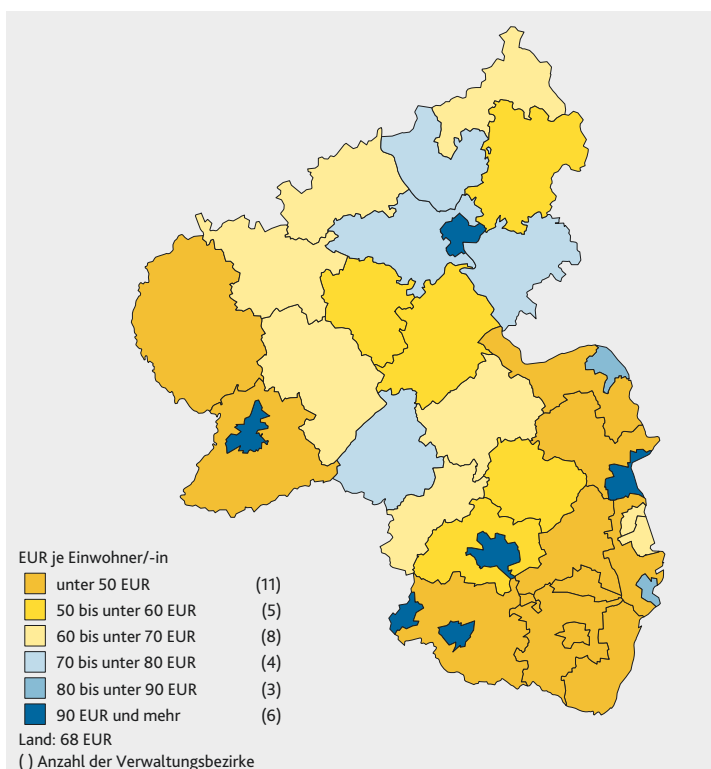 EUR je Einwohner/-in
unter 50 EUR (11)
50 bis unter 60 EUR (5)
60 bis unter 70 EUR (8)
70 bis unter 80 EUR (4)
80 bis unter 90 EUR (3)
90 EUR und mehr (6)
Land: 68 EUR
( ) Anzahl der Verwaltungsbezirke